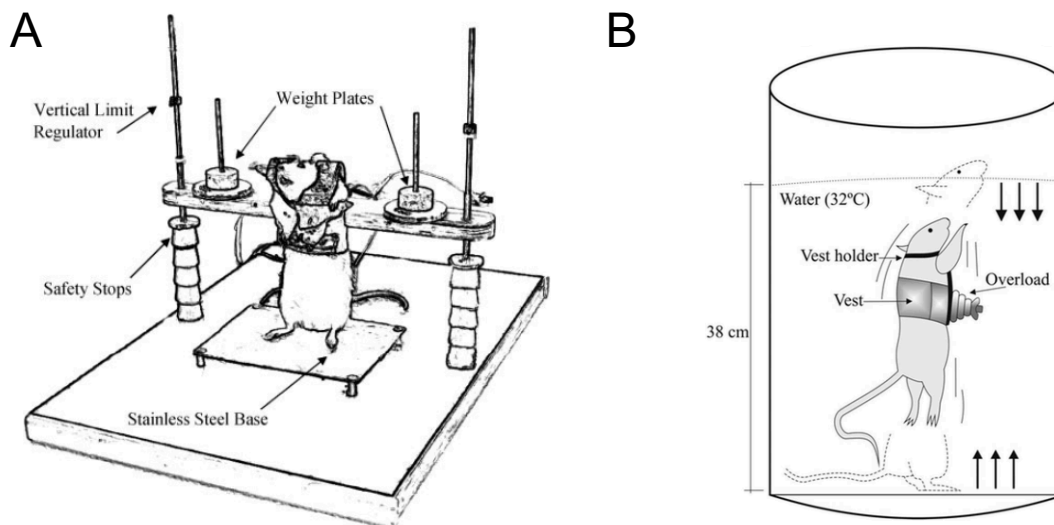 A
Vertical Limit
Regulator
Weight Plates
Safety Stops
Stainless Steel Base
B
Water (32ºC)
Vest holder
Overload
Vest
38 cm